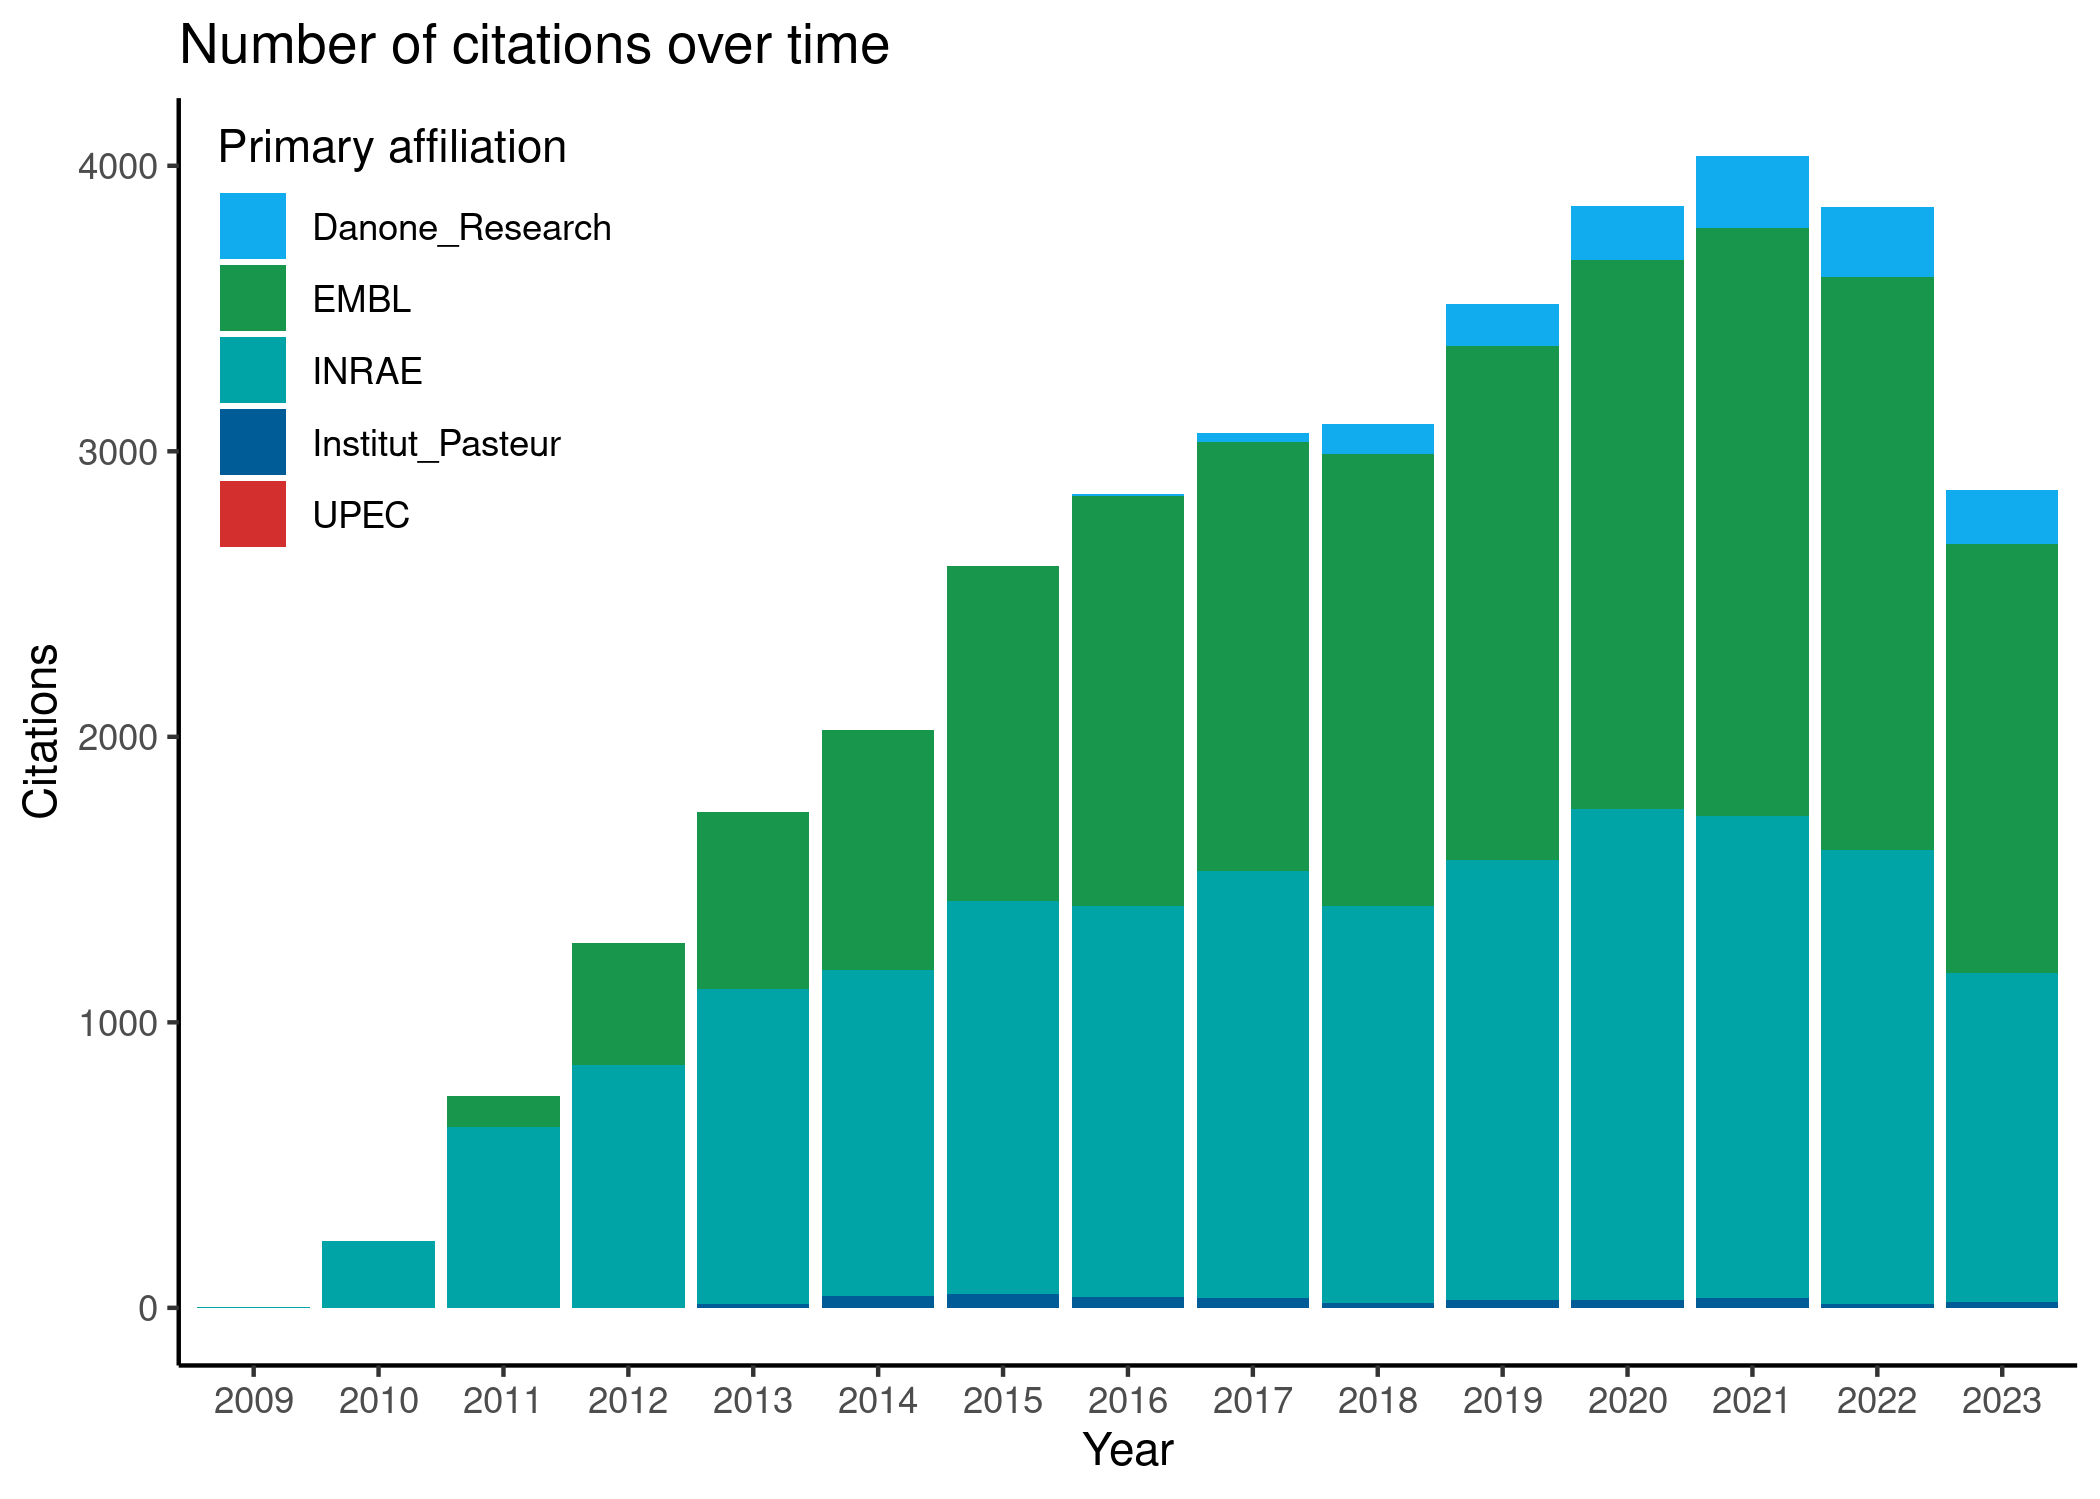 Number of citations over time
Primary affiliation
Danone_Research
EMBL
INRAE
Institut_Pasteur
UPEC
Citations
4000
3000
2000
1000
0
2009 2010 2011 2012 2013 2014 2015 2016 2017 2018 2019 2020 2021 2022 2023
Year